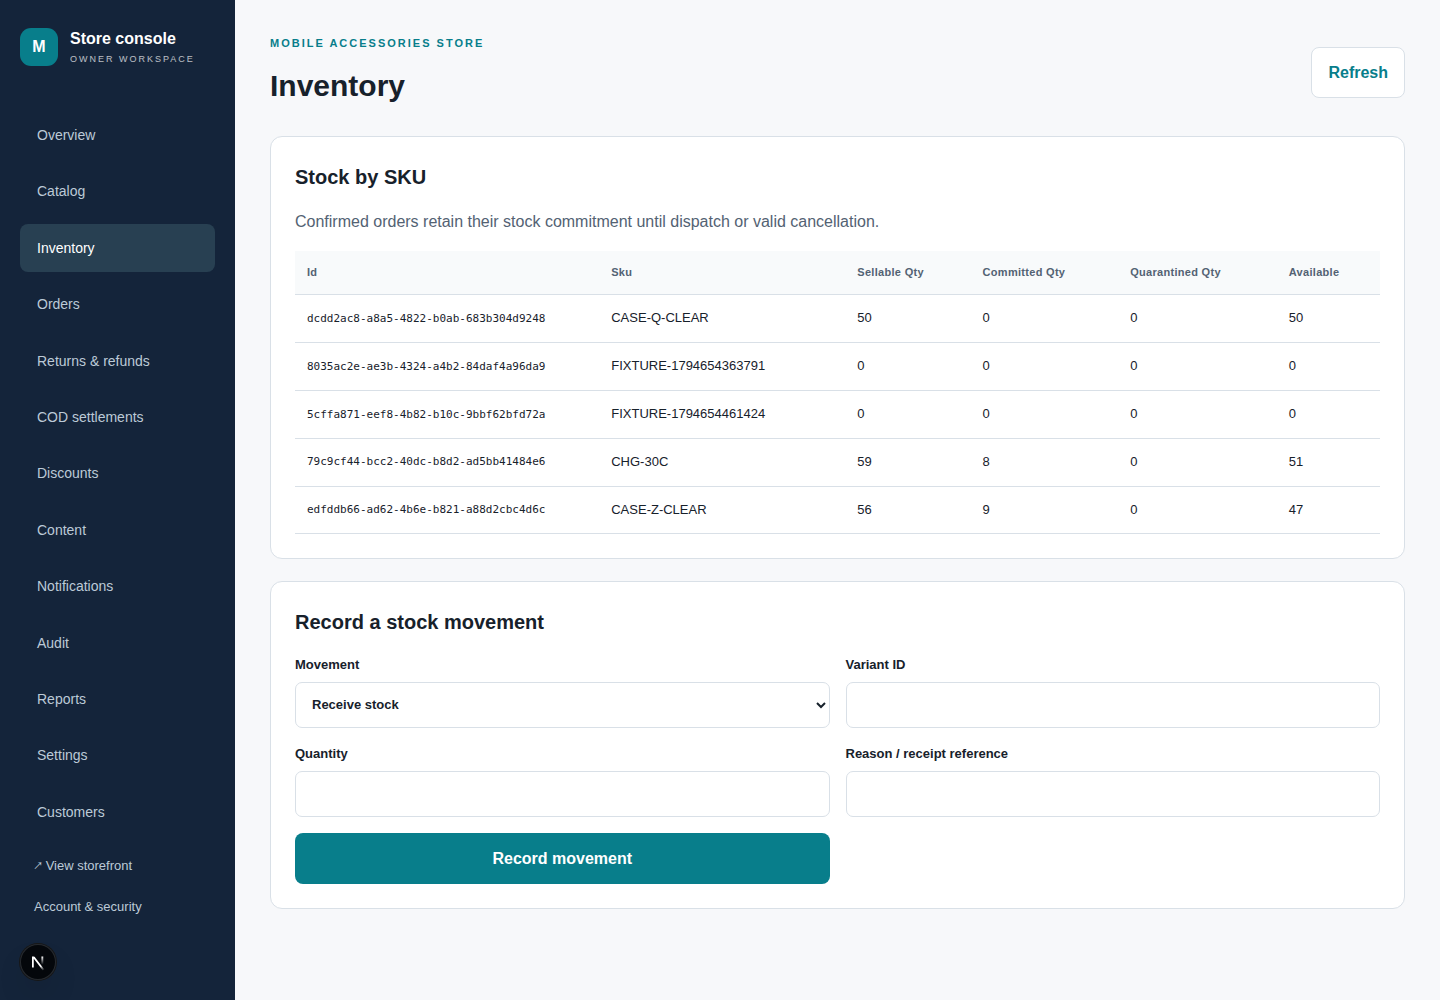 M
Store console
OWNER WORKSPACE
Overview
Catalog
Inventory
Orders
Returns & refunds
COD settlements
Discounts
Content
Notifications
Audit
Reports
Settings
Customers
↗ View storefront
Account & security
N
MOBILE ACCESSORIES STORE
Inventory
Refresh
Stock by SKU
Confirmed orders retain their stock commitment until dispatch or valid cancellation.
Id Sku Sellable Qty Committed Qty Quarantined Qty Available
dcdd2ac8-a8a5-4822-b0ab-683b304d9248 CASE-Q-CLEAR 50 0 0 50
8035ac2e-ae3b-4324-a4b2-84daf4a96da9 FIXTURE-1794654363791 0 0 0 0
5cffa871-eef8-4b82-b10c-9bbf62bfd72a FIXTURE-1794654461424 0 0 0 0
79c9cf44-bcc2-40dc-b8d2-ad5bb41484e6 CHG-30C 59 8 0 51
edfddb66-ad62-4b6e-b821-a88d2cbc4d6c CASE-Z-CLEAR 56 9 0 47
Record a stock movement
Movement Variant ID
Receive stock
Quantity Reason / receipt reference
Record movement